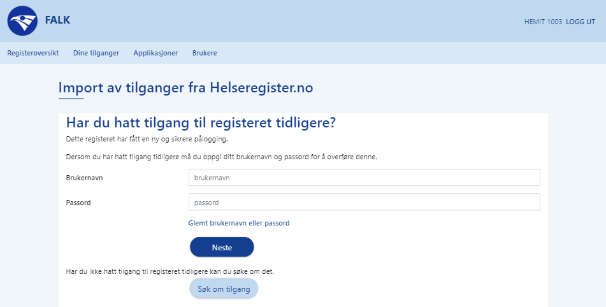 FALK
HEMIT 1003 LOGG UT
Registeroversikt Dine tilganger Applikasjoner Brukere
Import av tilganger fra Helseregister.no
Har du hatt tilgang til registeret tidligere?
Dette registeret har fått en ny og sikrere pålogging.
Dersom du har hatt tilgang tidligere må du oppgi ditt brukernavn og passord for å overføre denne.
Brukernavn brukernavn
Passord passord
Glemt brukernavn eller passord
Neste
Har du ikke hatt tilgang til registeret tidligere kan du søke om det.
Søk om tilgang